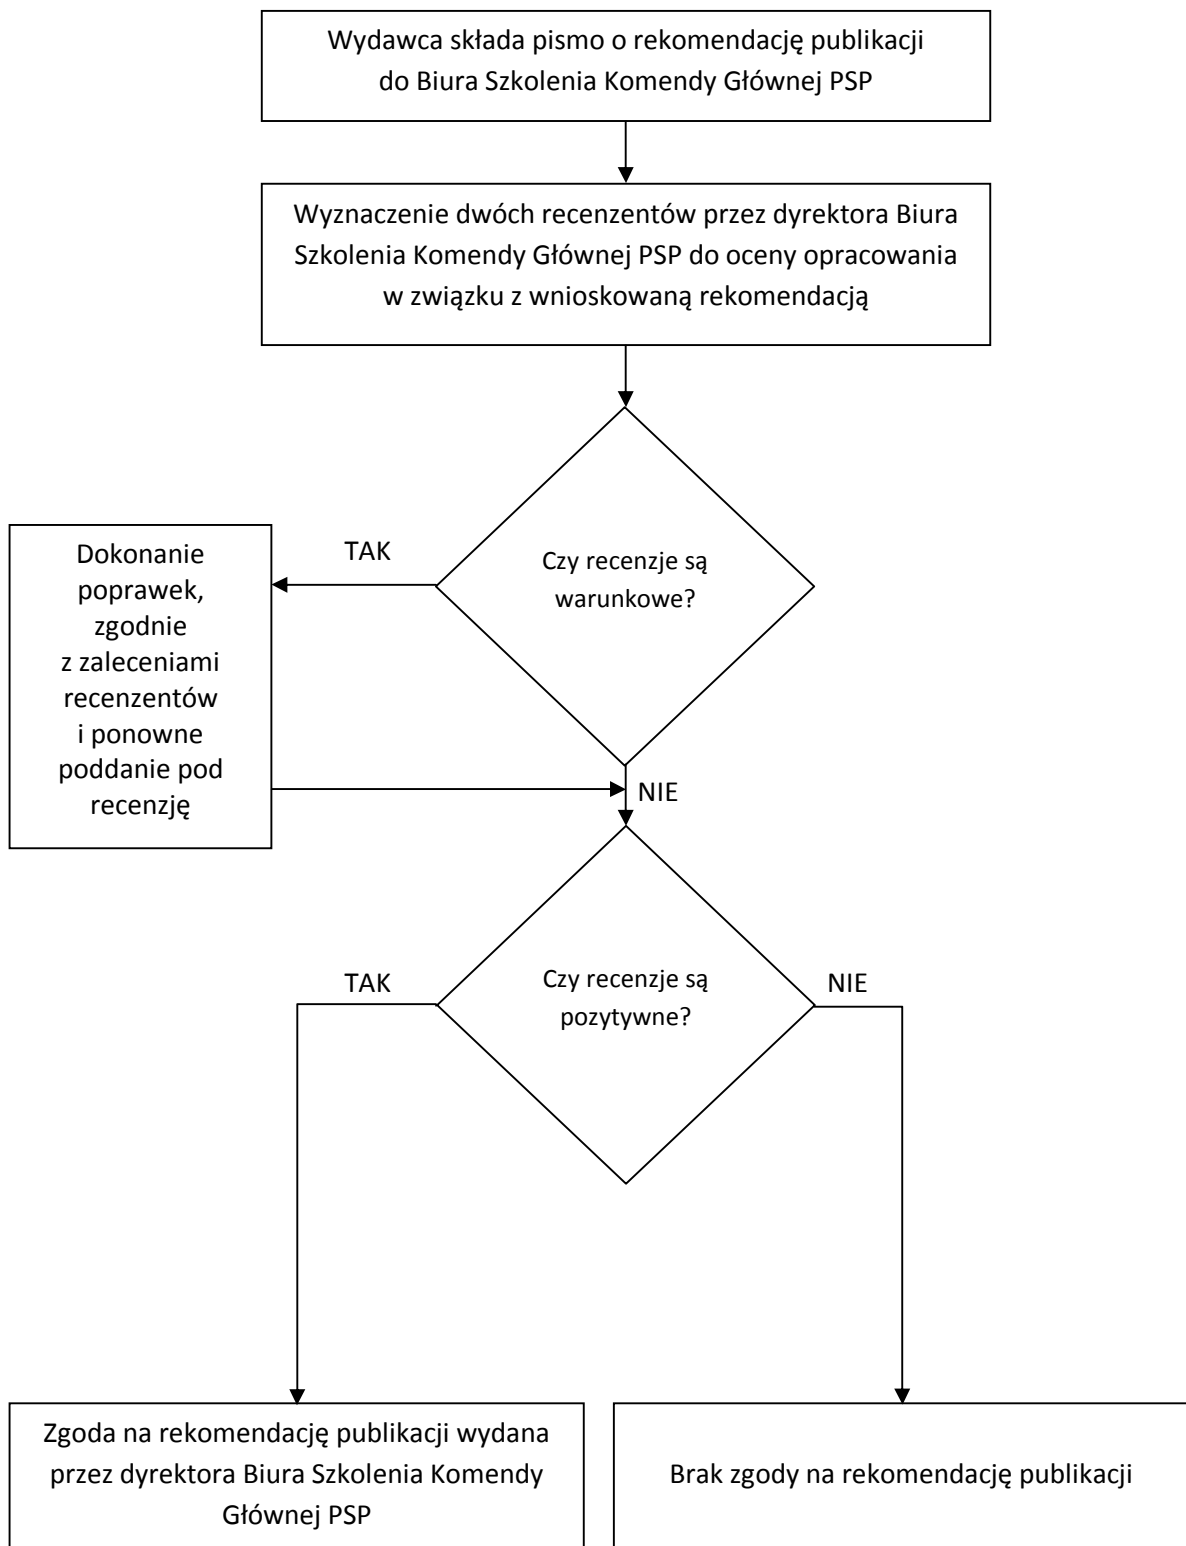 Wydawca składa pismo o rekomendację publikacji
do Biura Szkolenia Komendy Głównej PSP
Wyznaczenie dwóch recenzentów przez dyrektora Biura
Szkolenia Komendy Głównej PSP do oceny opracowania
w związku z wnioskowaną rekomendacją
Czy recenzje są
warunkowe?
TAK
Dokonanie
poprawek,
zgodnie
z zaleceniami
recenzentów
i ponowne
poddanie pod
recenzję
NIE
Czy recenzje są
pozytywne?
TAK
NIE
Zgoda na rekomendację publikacji wydana
przez dyrektora Biura Szkolenia Komendy
Głównej PSP
Brak zgody na rekomendację publikacji